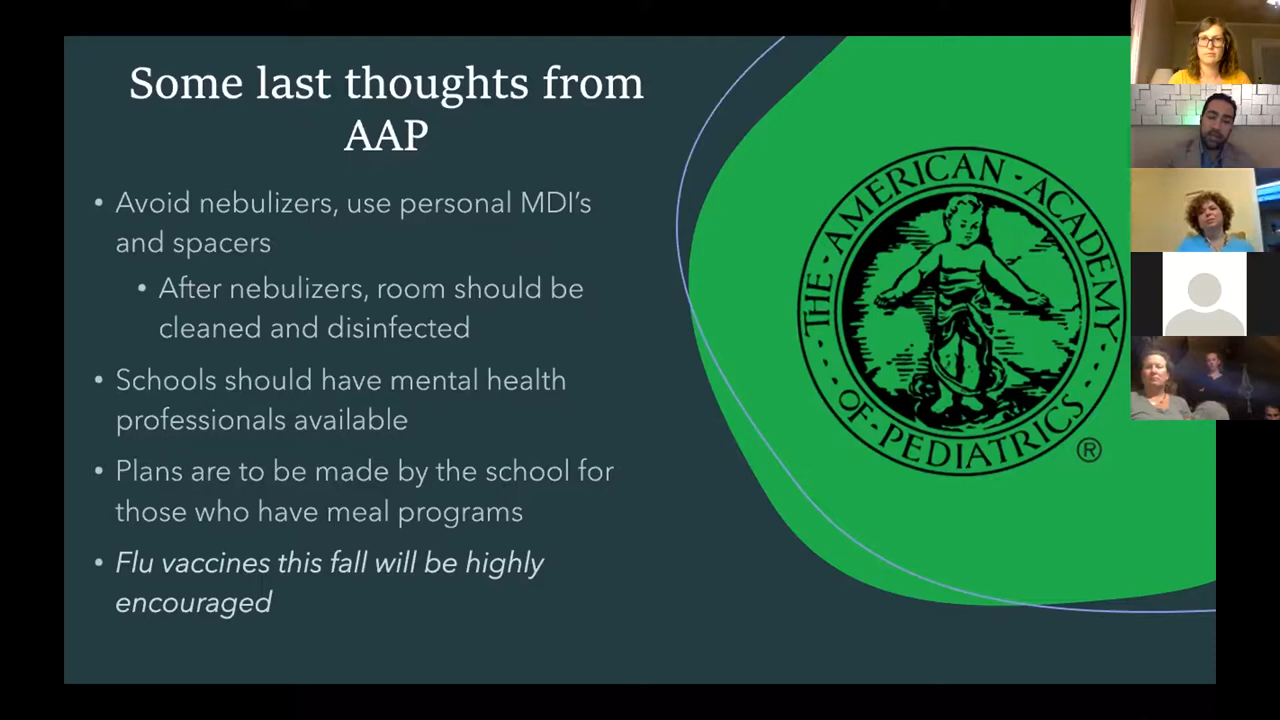 Some last thoughts from
AAP
• Avoid nebulizers, use personal MDI's
and spacers
• After nebulizers, room should be
cleaned and disinfected
• Schools should have mental health
professionals available
• Plans are to be made by the school for
those who have meal programs
• Flu vaccines this fall will be highly
encouraged
THE · AMERICAN · ACADEMY
· OF · PEDIATRICS ·
®